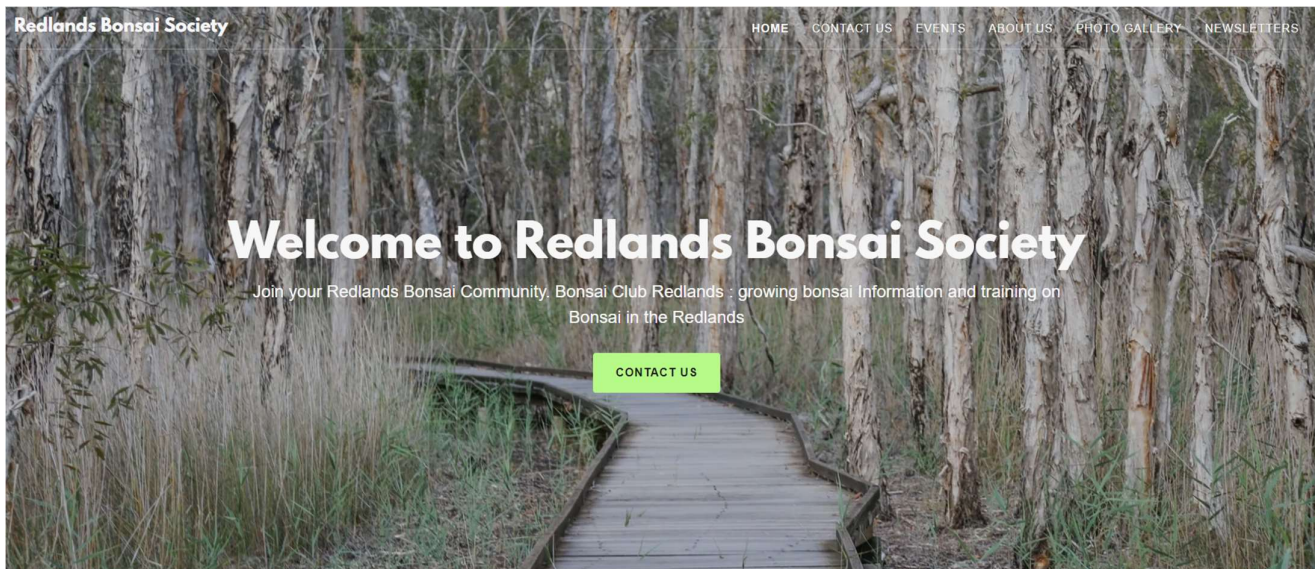 Redlands Bonsai Society
HOME CONTACT US EVENTS ABOUT US PHOTO GALLERY NEWSLETTERS
Welcome to Redlands Bonsai Society
Join your Redlands Bonsai Community. Bonsai Club Redlands : growing bonsai Information and training on
Bonsai in the Redlands
CONTACT US